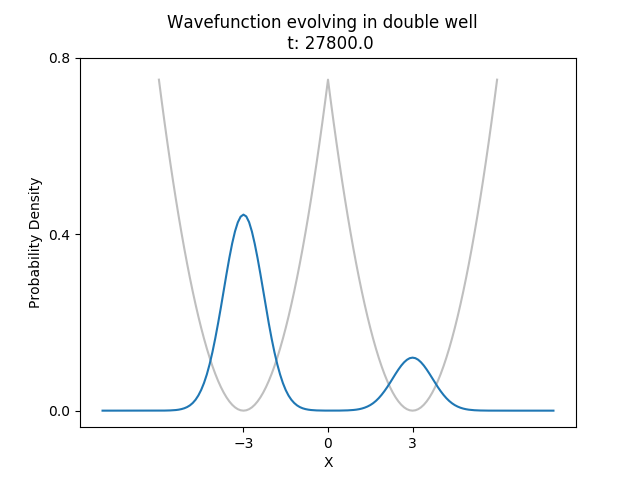 Wavefunction evolving in double well
t: 27800.0
0.8
0.4
0.0
Probability Density
−3 0 3
X